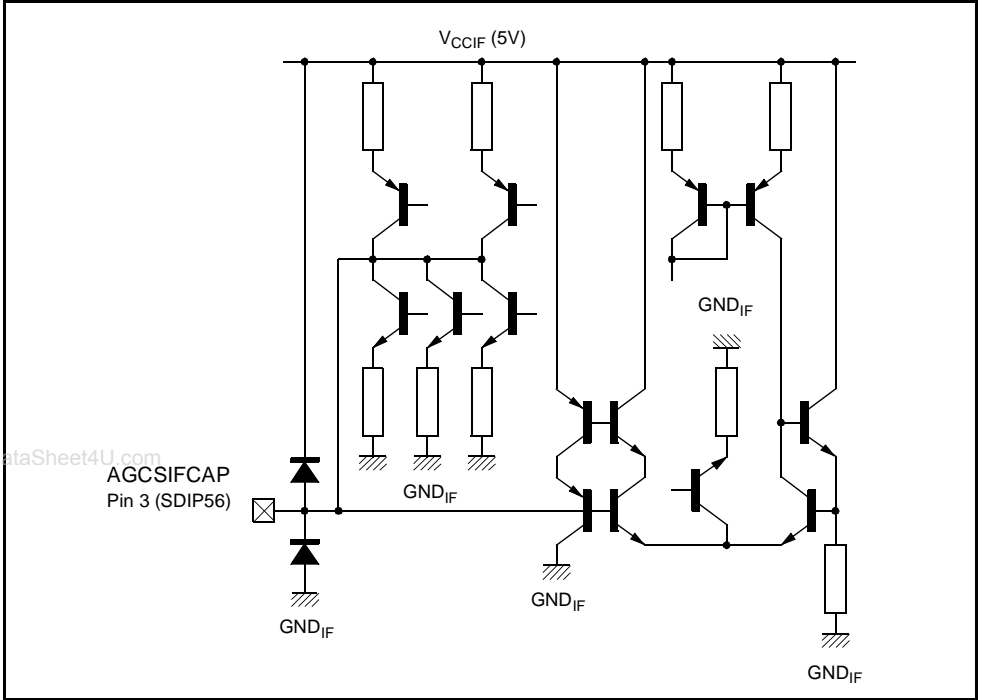 V_CCIF (5V)
GND_IF
ataSheet4U.com
AGCSIFCAP
Pin 3 (SDIP56)
GND_IF
GND_IF
GND_IF
GND_IF